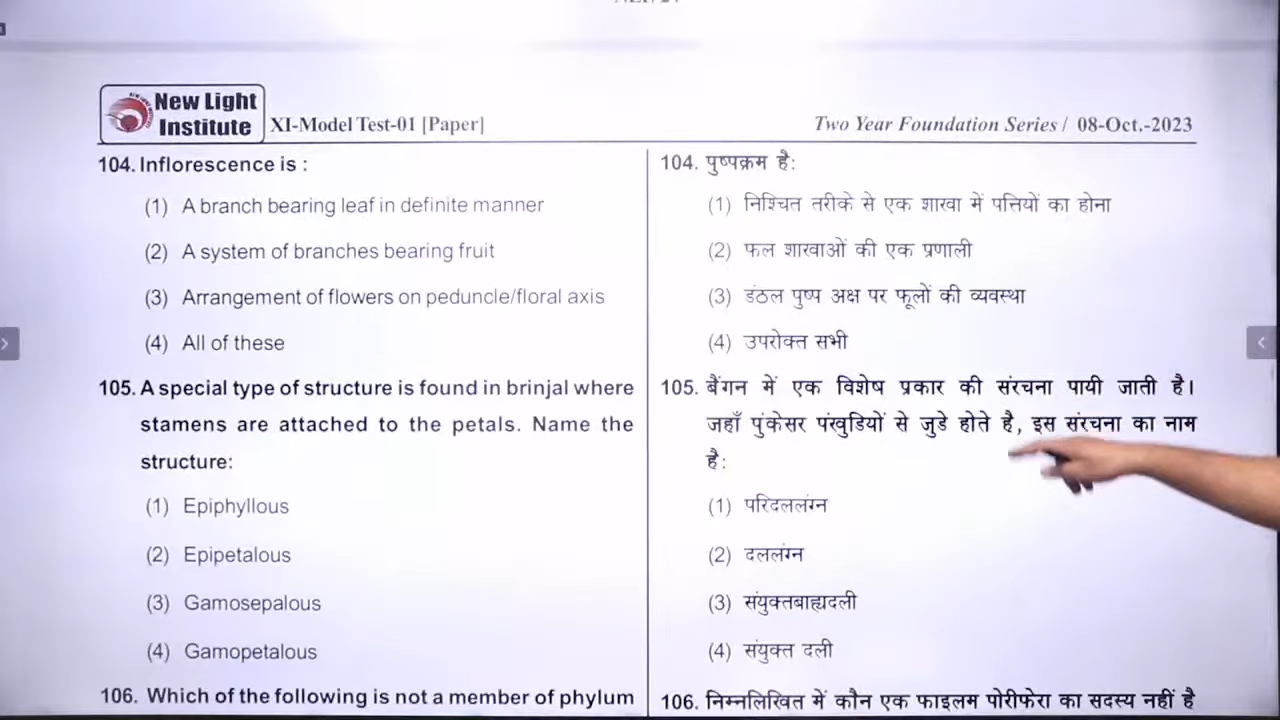 New Light
Institute
XI-Model Test-01 [Paper]
Two Year Foundation Series / 08-Oct.-2023
104. Inflorescence is :
(1) A branch bearing leaf in definite manner
(2) A system of branches bearing fruit
(3) Arrangement of flowers on peduncle/floral axis
(4) All of these
105. A special type of structure is found in brinjal where
stamens are attached to the petals. Name the
structure:
(1) Epiphyllous
(2) Epipetalous
(3) Gamosepalous
(4) Gamopetalous
106. Which of the following is not a member of phylum
104. पुष्पक्रम है:
(1) निश्चित तरीके से एक शाखा में पत्तियों का होना
(2) फल शाखाओं की एक प्रणाली
(3) डंठल पुष्प अक्ष पर फूलों की व्यवस्था
(4) उपरोक्त सभी
105. बैंगन में एक विशेष प्रकार की संरचना पायी जाती है।
जहाँ पुंकेसर पंखुडियों से जुडे होते है, इस संरचना का नाम
है:
(1) परिदललंग्न
(2) दललंग्न
(3) संयुक्तबाह्यदली
(4) संयुक्त दली
106. निम्नलिखित में कौन एक फाइलम पोरीफेरा का सदस्य नहीं है